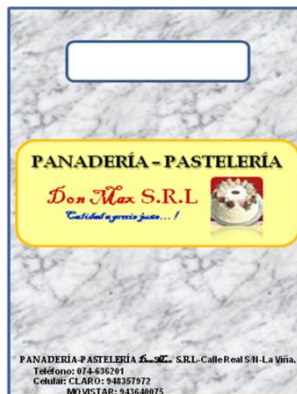 PANADERÍA – PASTELERÍA
Don Max S.R.L
Calidad a precio justo... !
PANADERÍA-PASTELERÍA Don Max S.R.L-Calle Real S/N-La Viña.
Teléfono: 074-636201
Celular: CLARO: 948357972
MOVISTAR: 943640075